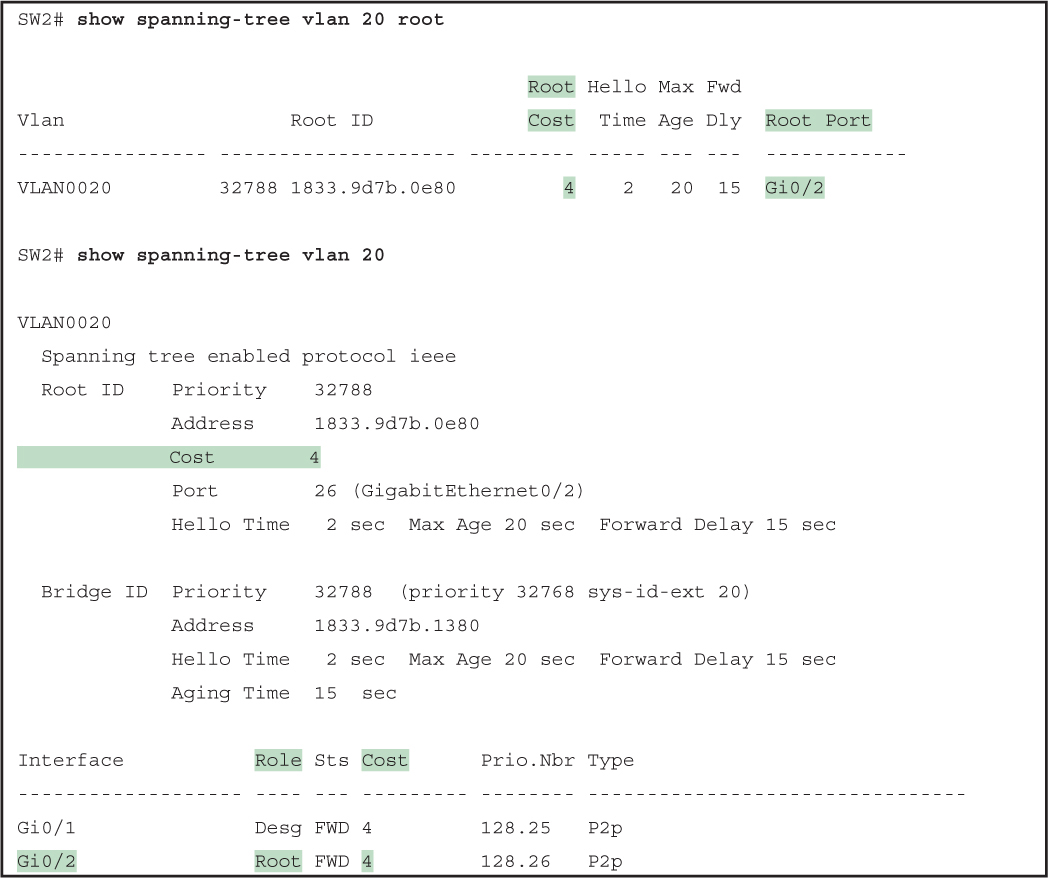 SW2# show spanning-tree vlan 20 root
                                           Root Hello Max Fwd
Vlan                   Root ID             Cost  Time Age Dly  Root Port
---------------- -------------------- --------- ----- --- ---  ------------
VLAN0020         32788 1833.9d7b.0e80         4    2   20  15  Gi0/2
SW2# show spanning-tree vlan 20
VLAN0020
  Spanning tree enabled protocol ieee
  Root ID    Priority    32788
             Address     1833.9d7b.0e80
             Cost        4
             Port        26 (GigabitEthernet0/2)
             Hello Time   2 sec  Max Age 20 sec  Forward Delay 15 sec
  Bridge ID  Priority    32788  (priority 32768 sys-id-ext 20)
             Address     1833.9d7b.1380
             Hello Time   2 sec  Max Age 20 sec  Forward Delay 15 sec
             Aging Time  15  sec
Interface           Role Sts Cost      Prio.Nbr Type
------------------- ---- --- --------- -------- --------------------------------
Gi0/1               Desg FWD 4         128.25   P2p
Gi0/2               Root FWD 4         128.26   P2p